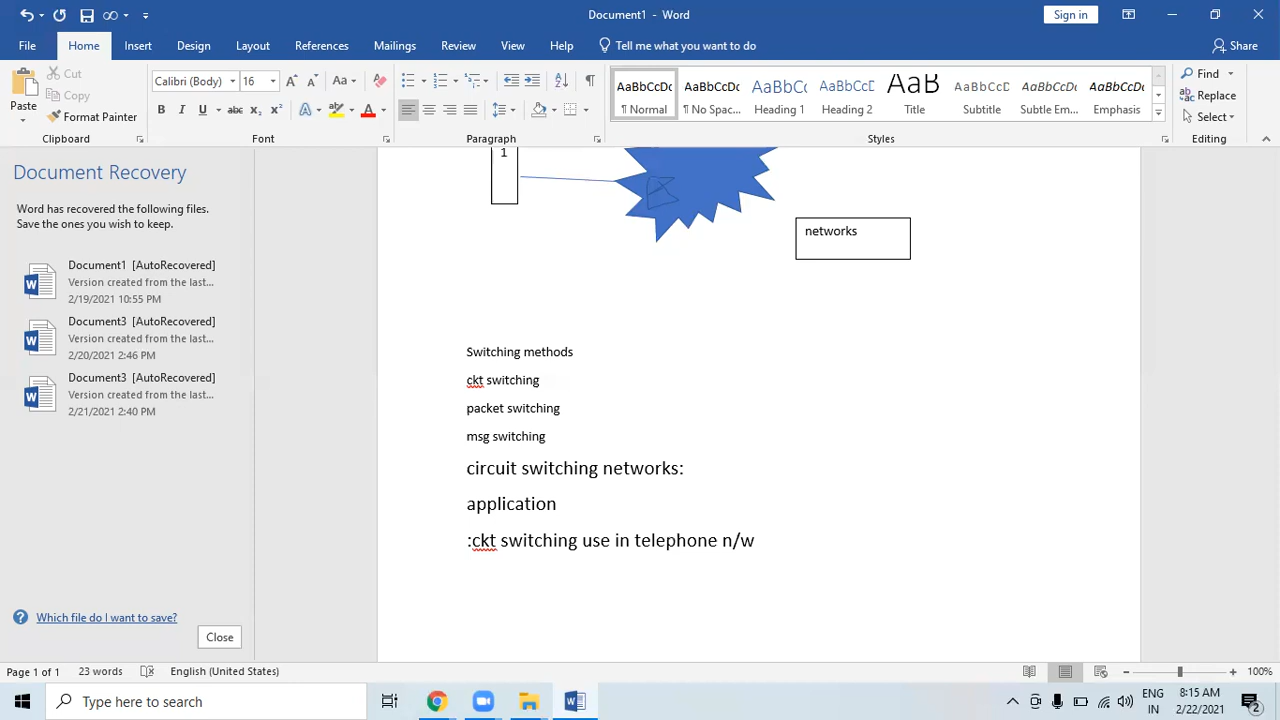 Document1 - Word
Sign in
File Home Insert Design Layout References Mailings Review View Help Tell me what you want to do Share
Paste
Cut
Copy
Format Painter
Clipboard
Calibri (Body) 16
Font
Paragraph
AaBbCcDc AaBbCcDc AaBbCc AaBbCcD AaB AaBbCcD AaBbCcDc AaBbCcDc
¶ Normal ¶ No Spac... Heading 1 Heading 2 Title Subtitle Subtle Em... Emphasis
Styles
Find
Replace
Select
Editing
Document Recovery
Word has recovered the following files.
Save the ones you wish to keep.
Document1 [AutoRecovered]
Version created from the last...
2/19/2021 10:55 PM
Document3 [AutoRecovered]
Version created from the last...
2/20/2021 2:46 PM
Document3 [AutoRecovered]
Version created from the last...
2/21/2021 2:40 PM
Which file do I want to save?
Close
1
networks
Switching methods
ckt switching
packet switching
msg switching
circuit switching networks:
application
:ckt switching use in telephone n/w
Page 1 of 1 23 words English (United States) 100%
Type here to search
ENG
IN
8:15 AM
2/22/2021
2